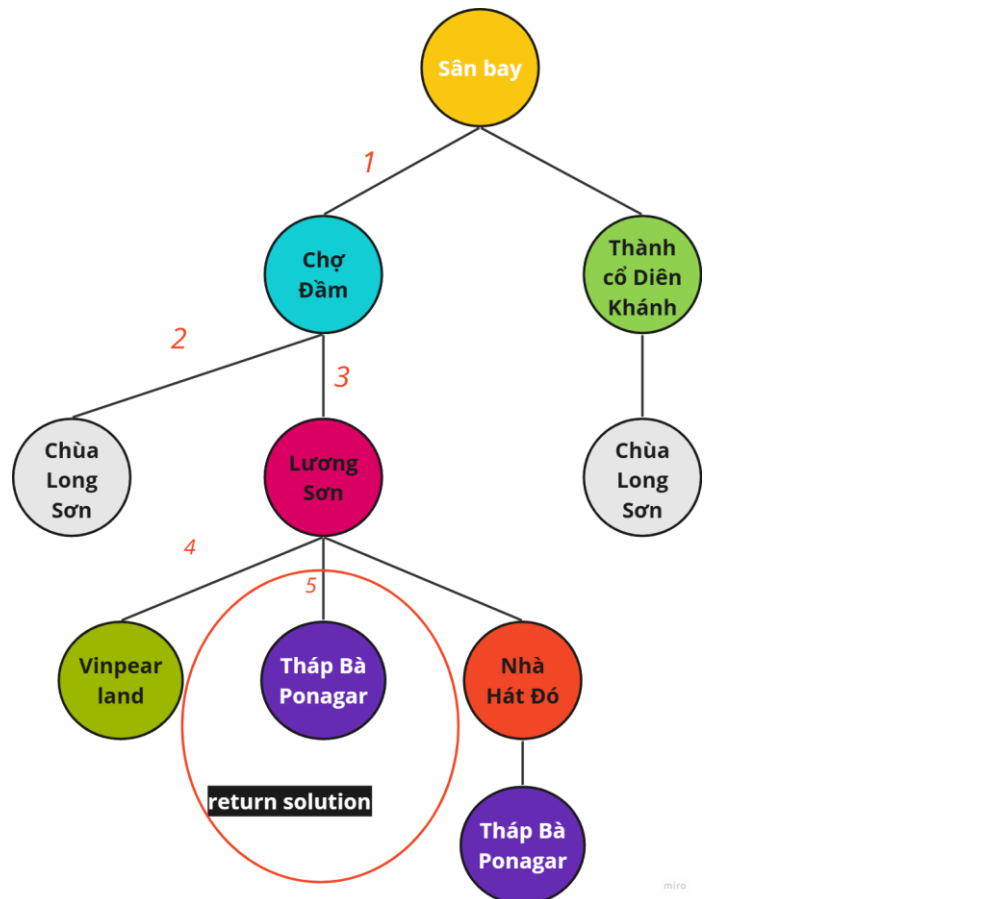 Sân bay
1
Chợ
Đầm
Thành
cổ Diên
Khánh
2
3
Chùa
Long
Sơn
Lương
Sơn
Chùa
Long
Sơn
4
5
Vinpear
land
Tháp Bà
Ponagar
Nhà
Hát Đó
return solution
Tháp Bà
Ponagar
miro